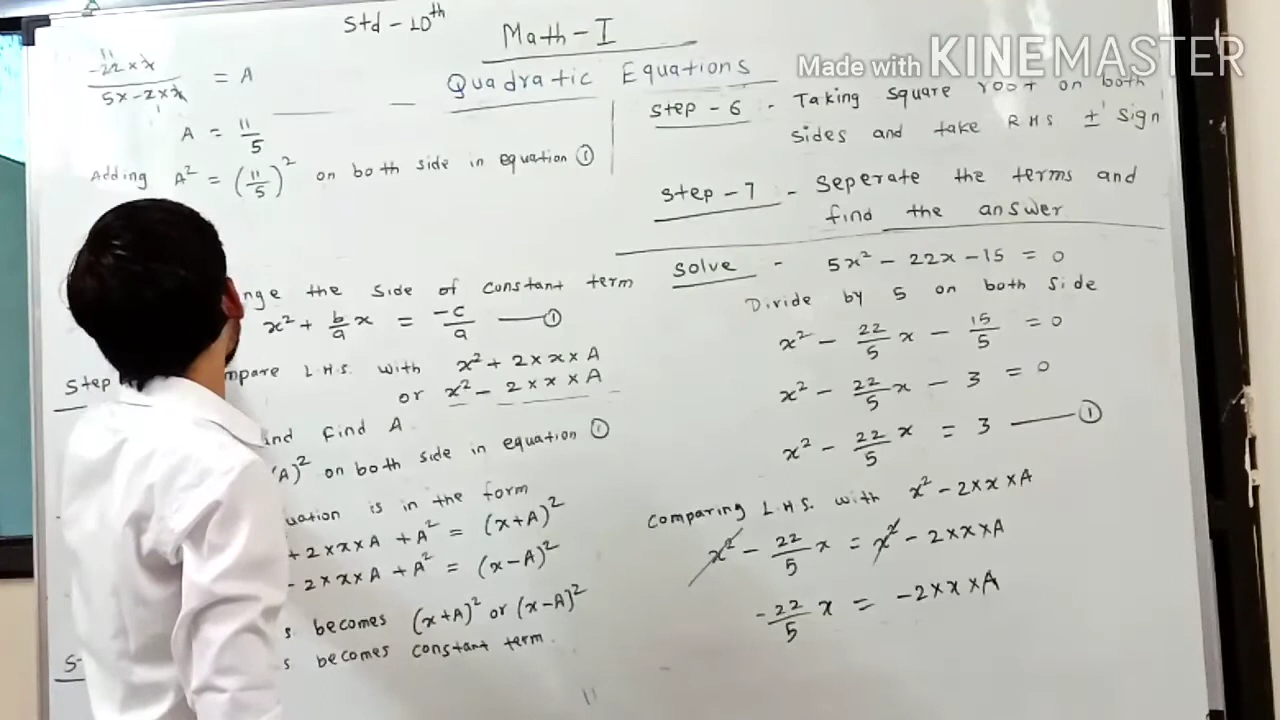 Std - 10th
Math - I
Made with KINEMASTER
Quadratic Equations
-22 × x / 5 × -2 × x = A
11
1
A = 11/5
Adding A² = (11/5)² on both side in equation ①
nge the side of constant term
x² + b/a x = -c/a —— ①
Step
mpare L.H.S. with x² + 2 × x × A
or x² - 2 × x × A
and find A
(A)² on both side in equation ①
uation is in the form
+ 2 × x × A + A² = (x+A)²
- 2 × x × A + A² = (x-A)²
s becomes (x+A)² or (x-A)²
s becomes constant term.
Step - 6 - Taking square root on both
sides and take RHS ± sign
Step - 7 - Seperate the terms and
find the answer
Solve - 5x² - 22x - 15 = 0
Divide by 5 on both side
x² - 22/5 x - 15/5 = 0
x² - 22/5 x - 3 = 0
x² - 22/5 x = 3 —— ①
Comparing L.H.S. with x² - 2 × x × A
x² - 22/5 x = x² - 2 × x × A
-22/5 x = -2 × x × A
11